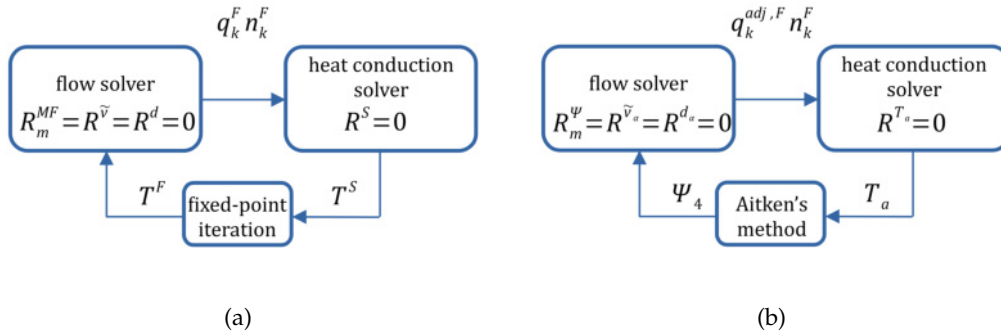 q_k^F n_k^F
flow solver
R_m^{MF}=R^{ṽ}=R^d=0
heat conduction
solver
R^S=0
T^F
fixed-point
iteration
T^S
(a)
q_k^{adj,F} n_k^F
flow solver
R_m^Ψ=R^{ṽ_a}=R^{d_a}=0
heat conduction
solver
R^{T_a}=0
Ψ_4
Aitken's
method
T_a
(b)